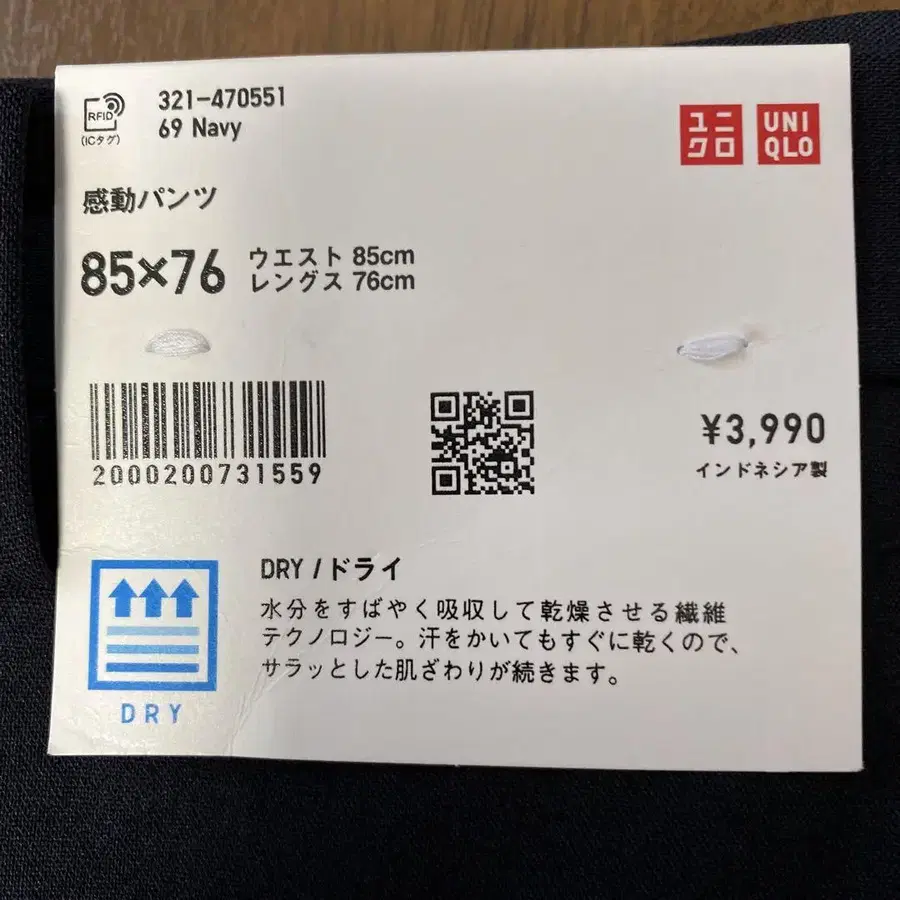 RFID
(ICタグ)
321-470551
69 Navy
ユニ
クロ
UNI
QLO
感動パンツ
85×76
ウエスト 85cm
レングス 76cm
2000200731559
¥3,990
インドネシア製
DRY
DRY / ドライ
水分をすばやく吸収して乾燥させる繊維
テクノロジー。汗をかいてもすぐに乾くので、
サラッとした肌ざわりが続きます。